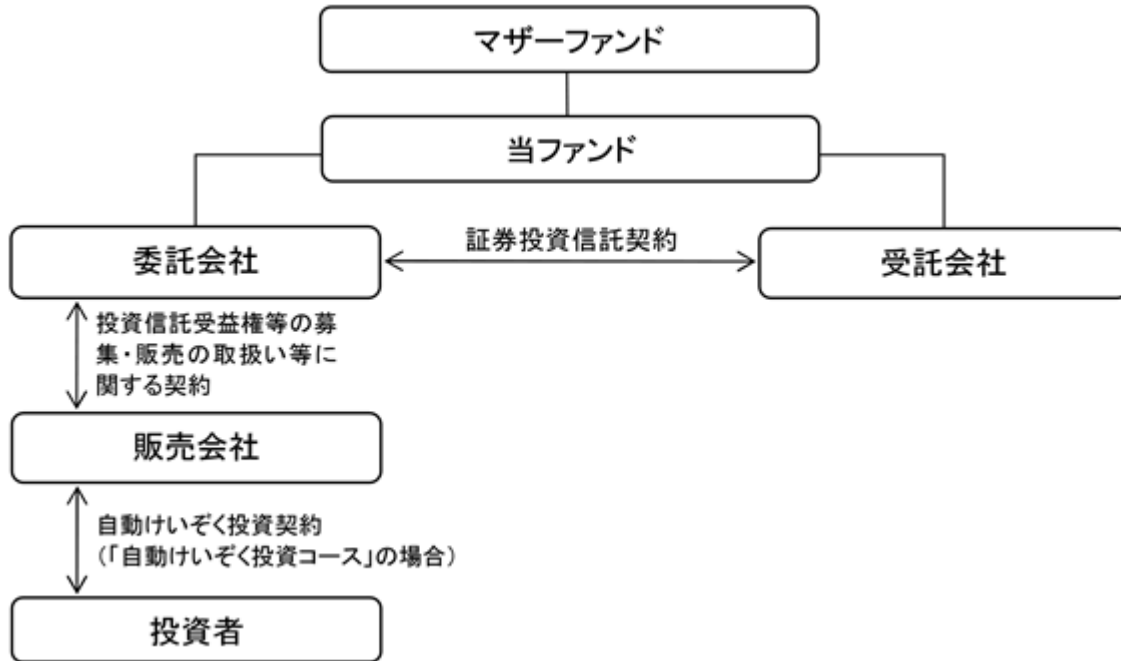 マザーファンド
当ファンド
委託会社
証券投資信託契約
受託会社
投資信託受益権等の募
集・販売の取扱い等に
関する契約
販売会社
自動けいぞく投資契約
(「自動けいぞく投資コース」の場合)
投資者